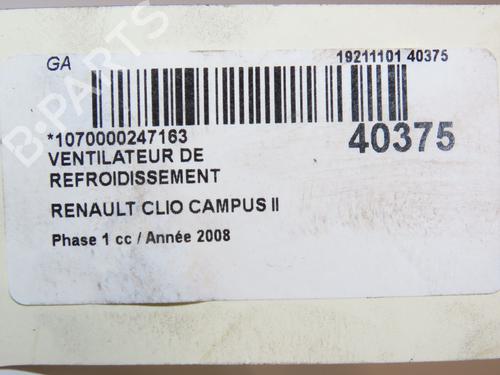 GA
19211101 40375
*1070000247163
40375
VENTILATEUR DE
REFROIDISSEMENT
RENAULT CLIO CAMPUS II
Phase 1 cc / Année 2008
B-PARTS